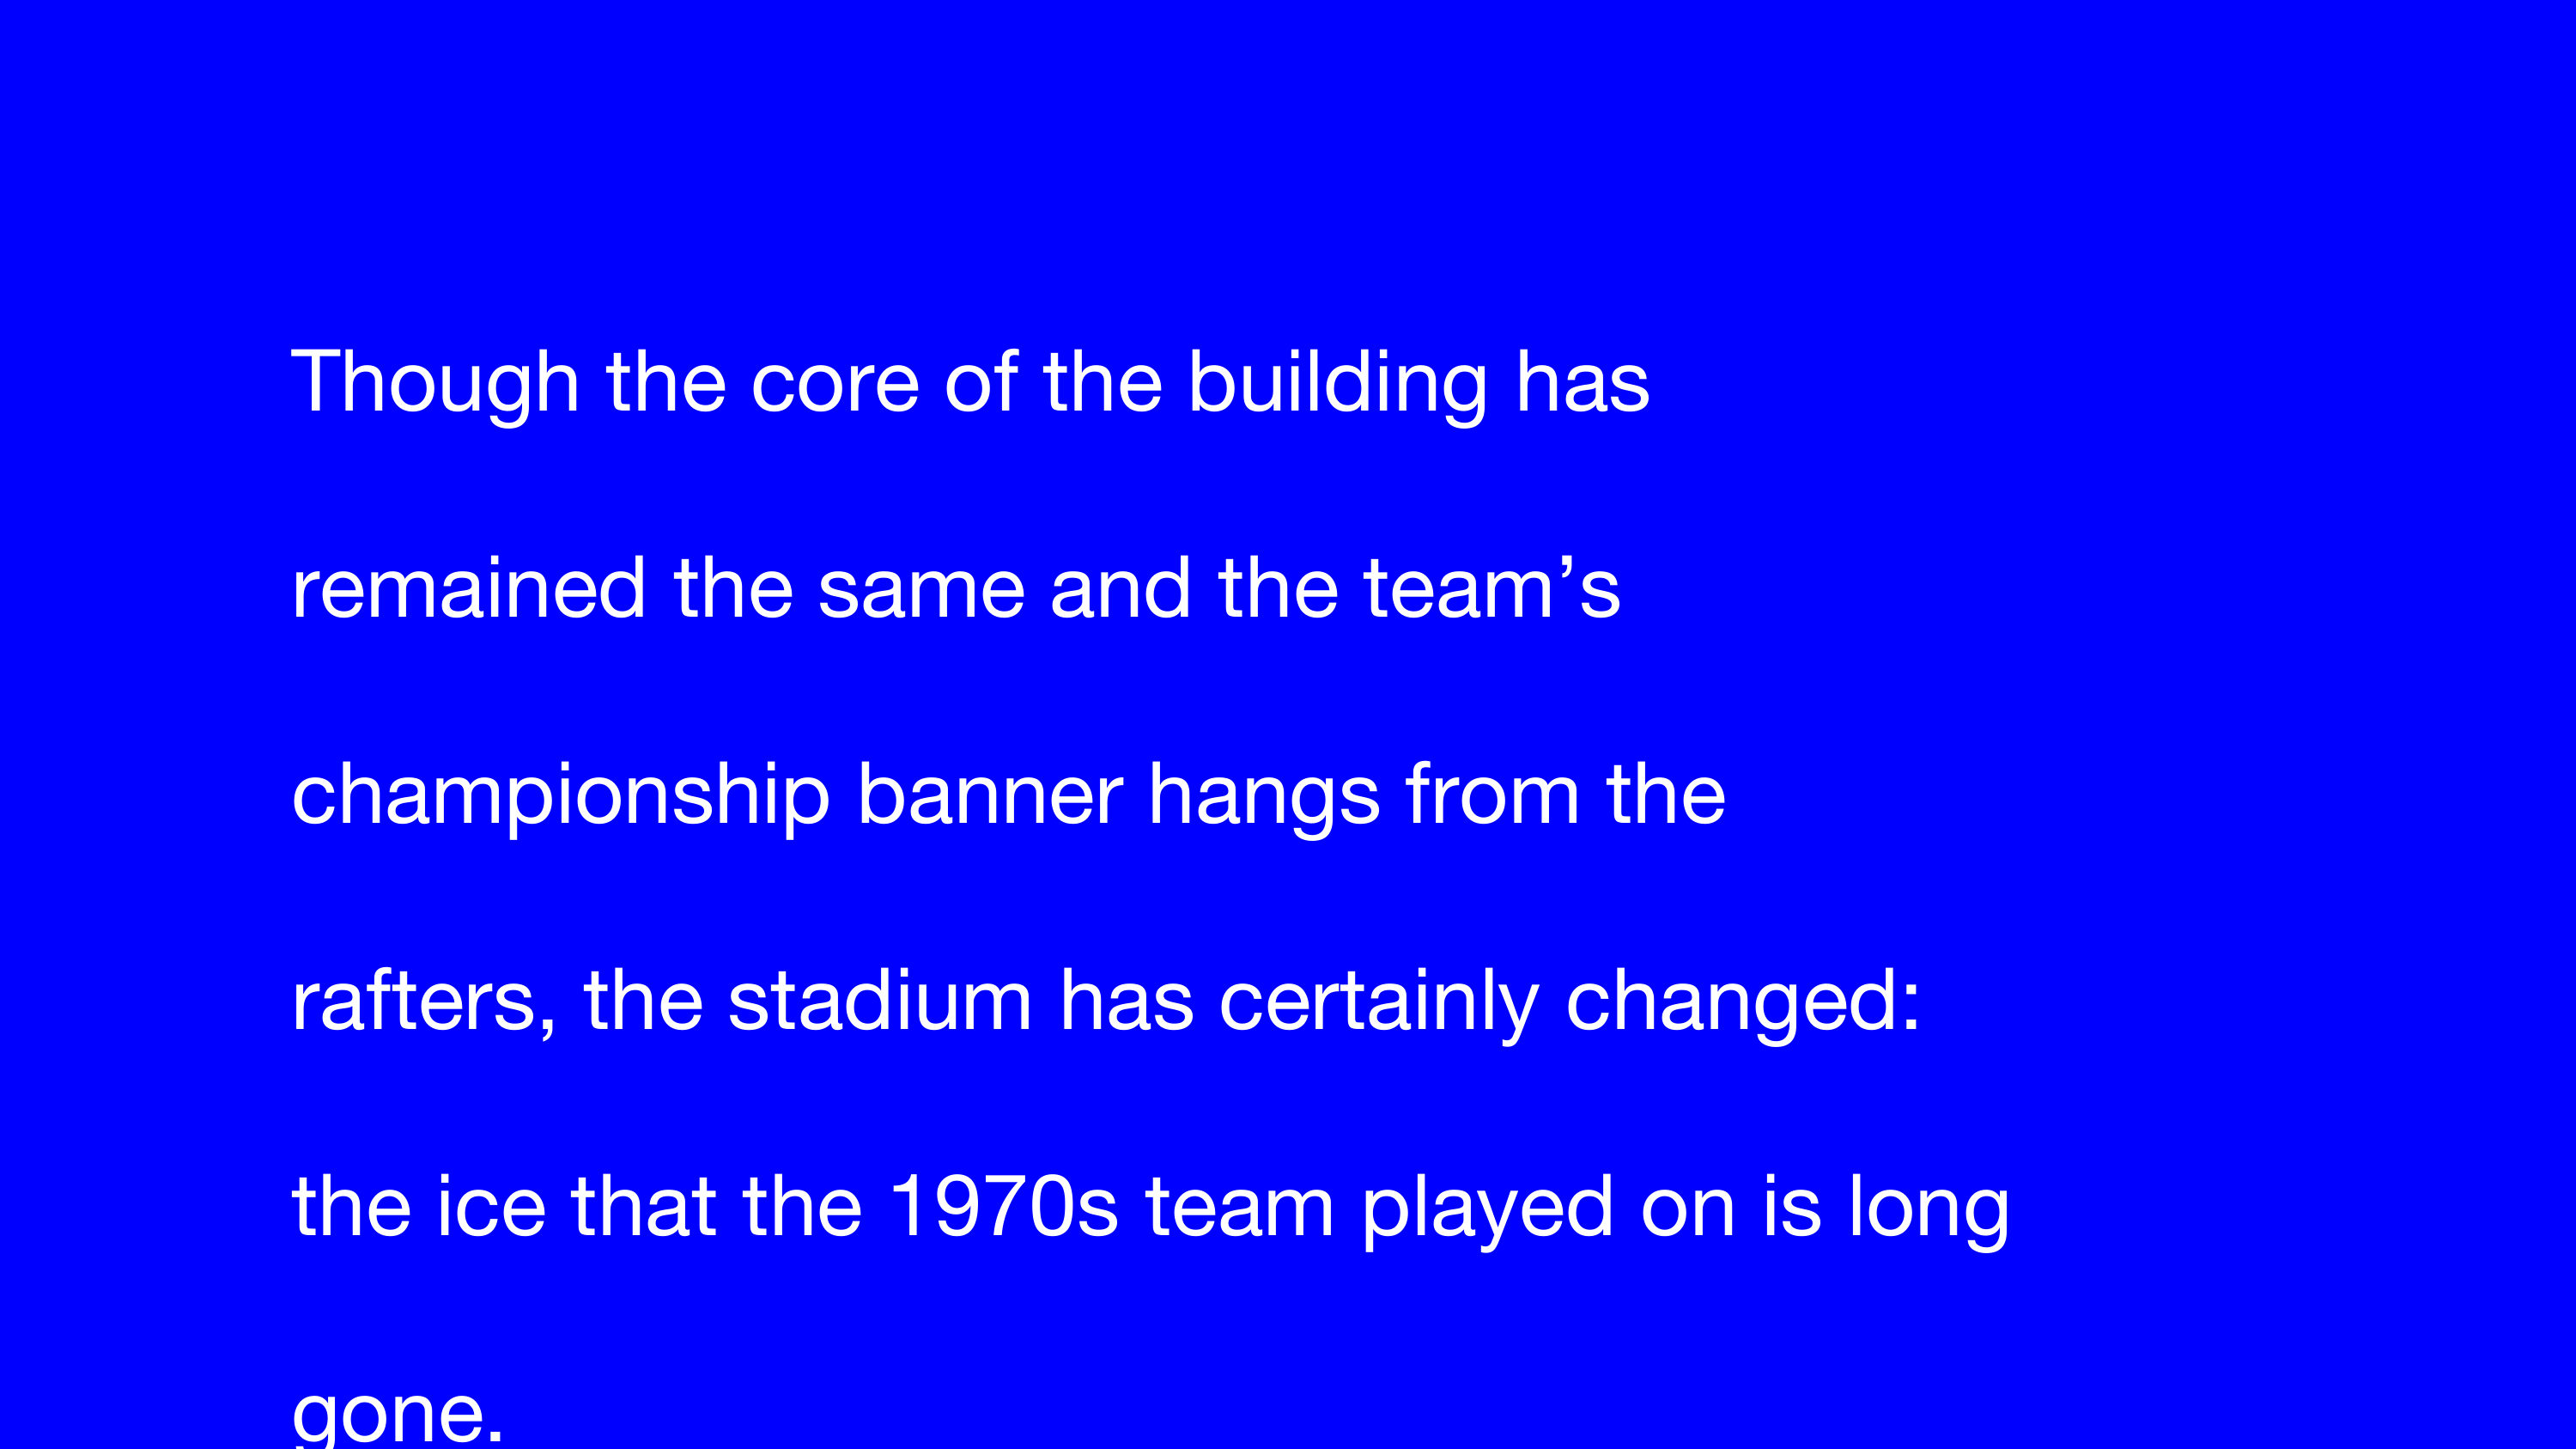 Though the core of the building has
remained the same and the team’s
championship banner hangs from the
rafters, the stadium has certainly changed:
the ice that the 1970s team played on is long
gone.